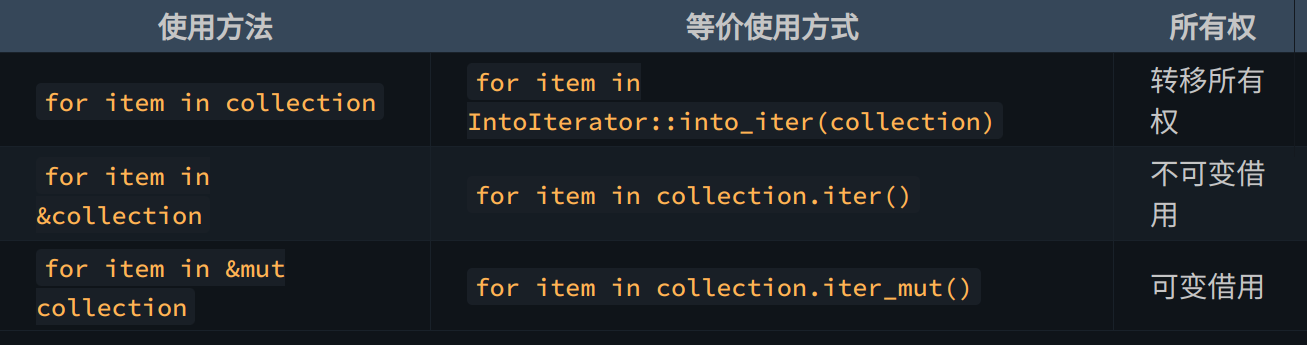 使用方法 等价使用方式 所有权
for item in collection
for item in
IntoIterator::into_iter(collection)
转移所有
权
for item in
&collection
for item in collection.iter()
不可变借
用
for item in &mut
collection
for item in collection.iter_mut()
可变借用